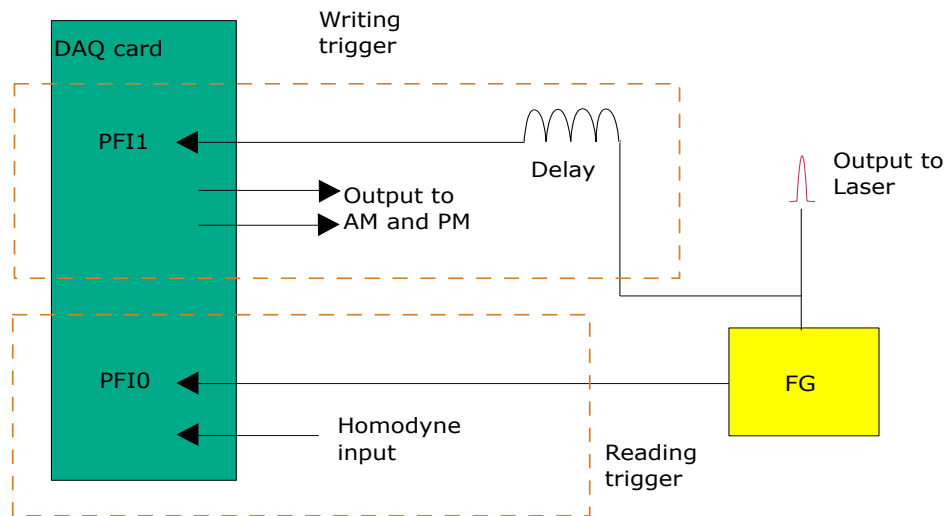 Writing
trigger
DAQ card
PFI1
Delay
Output to
Laser
Output to
AM and PM
PFI0
FG
Homodyne
input
Reading
trigger